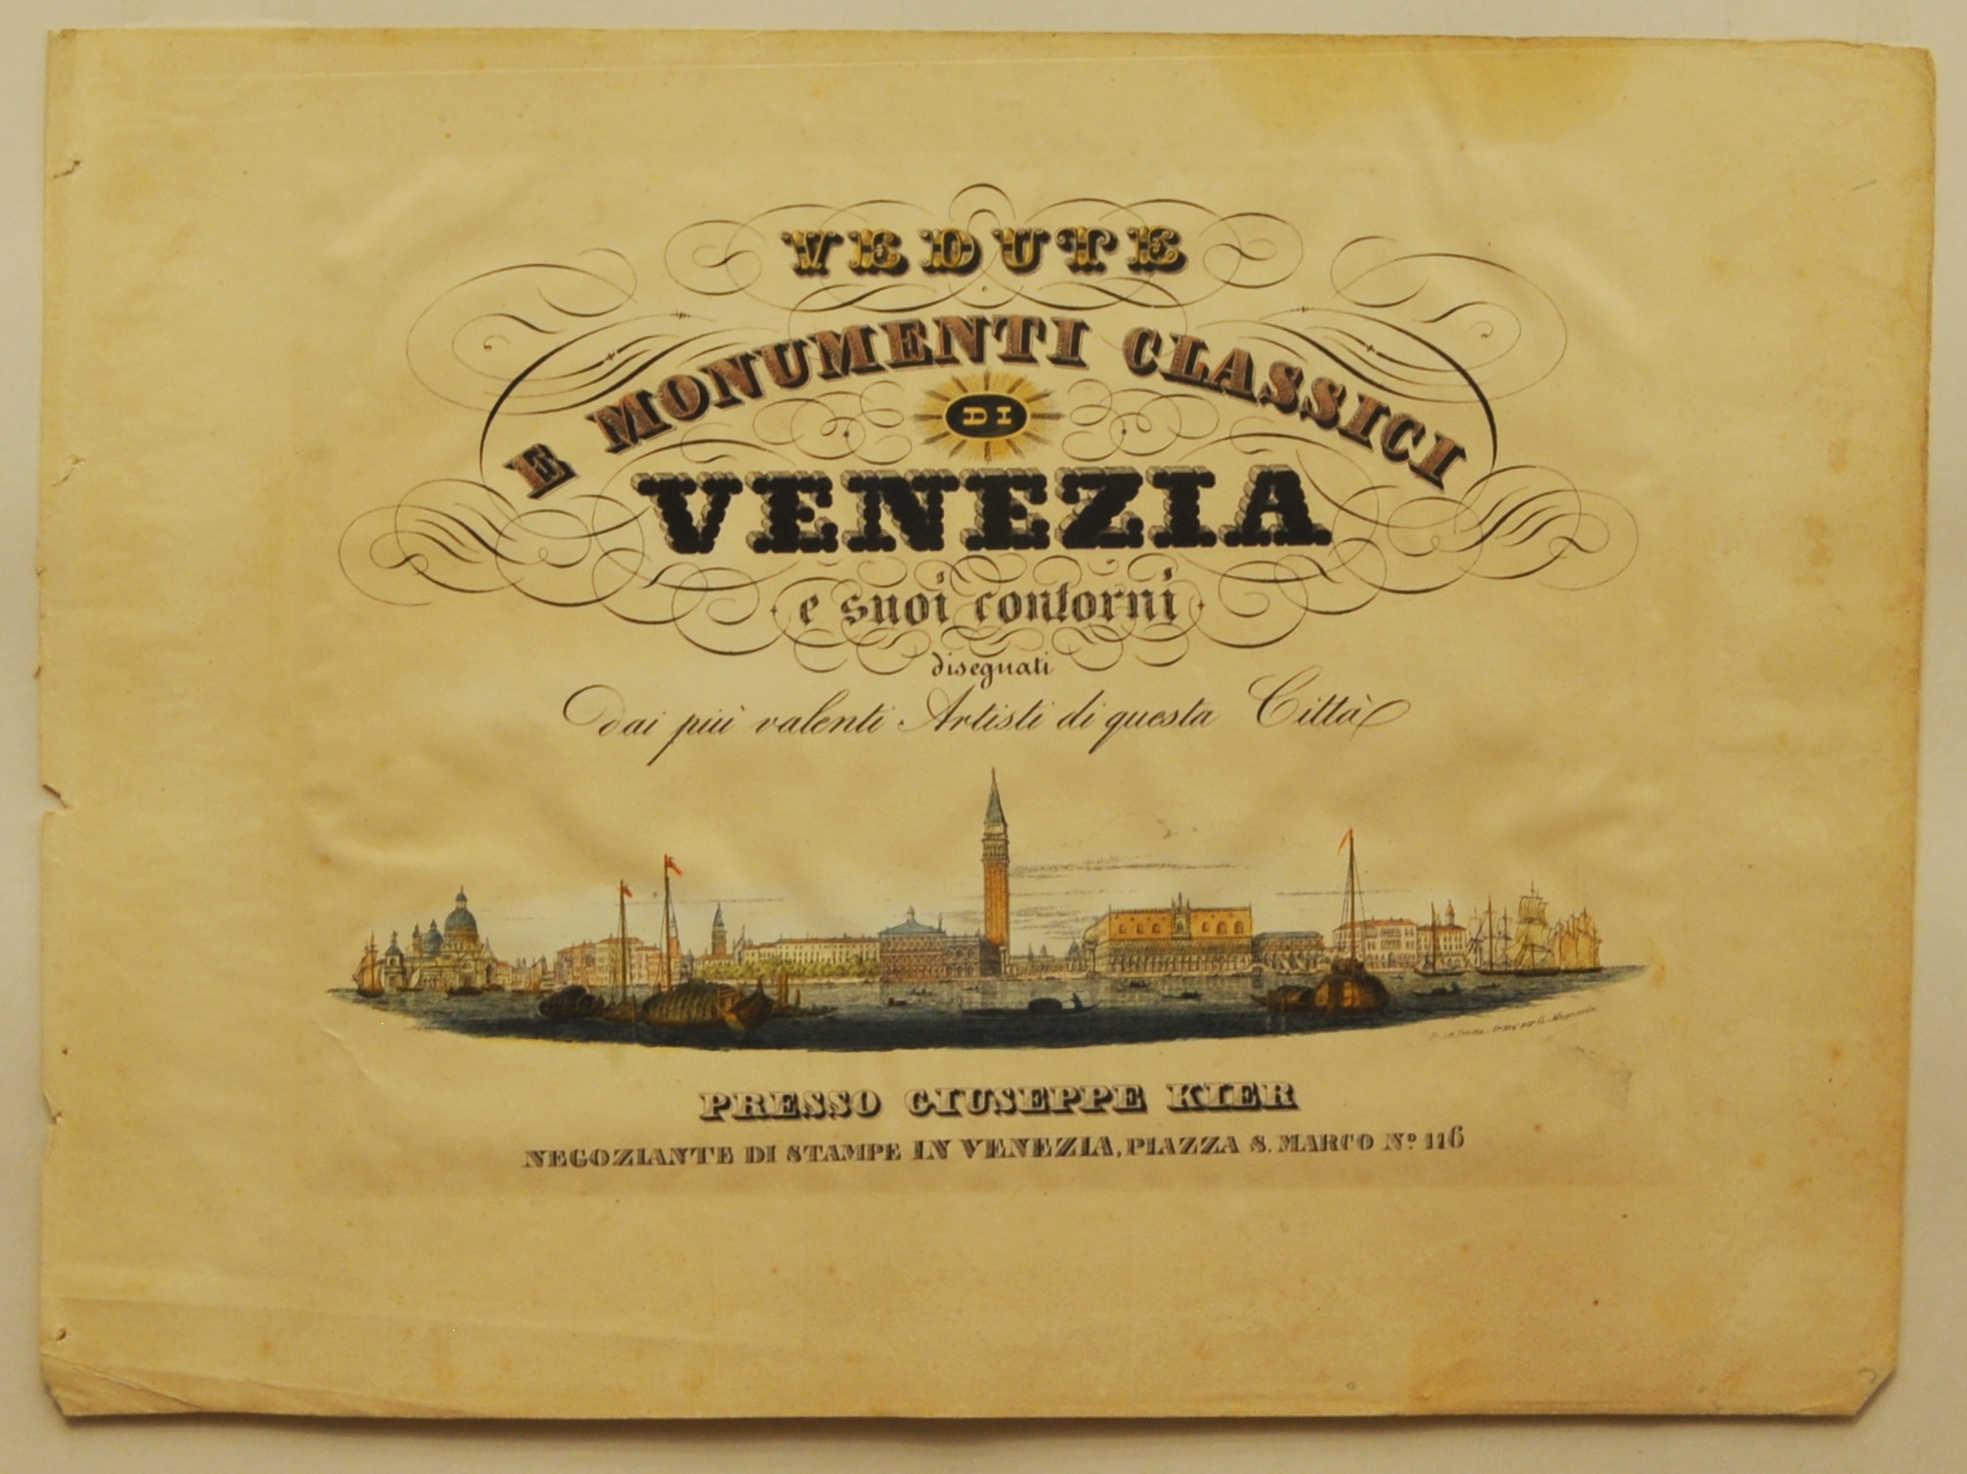 VEDUTE
E MONUMENTI CLASSICI
DI
VENEZIA
e suoi contorni
disegnati
dai più valenti Artisti di questa Città
PRESSO GIUSEPPE KIER
NEGOZIANTE DI STAMPE IN VENEZIA, PIAZZA S. MARCO Nº 116